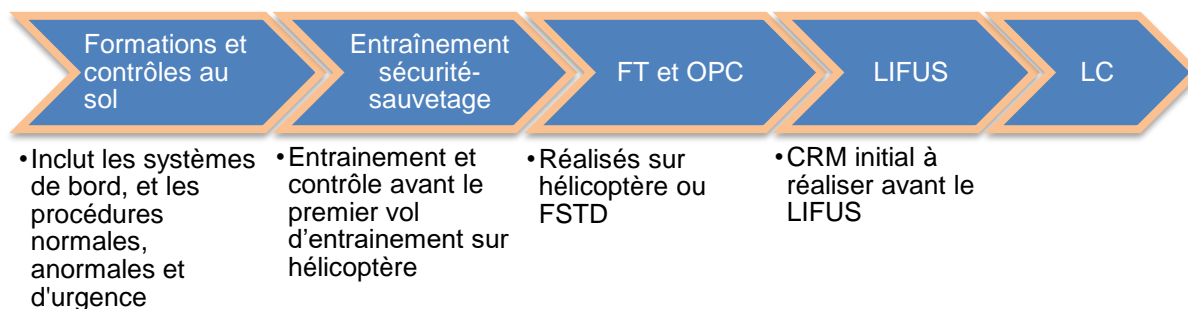 Formations et
contrôles au
sol
Entraînement
sécurité-
sauvetage
FT et OPC
LIFUS
LC
•Inclut les systèmes
de bord, et les
procédures
normales,
anormales et
d'urgence
•Entrainement et
contrôle avant le
premier vol
d'entrainement sur
hélicoptère
•Réalisés sur
hélicoptère ou
FSTD
•CRM initial à
réaliser avant le
LIFUS